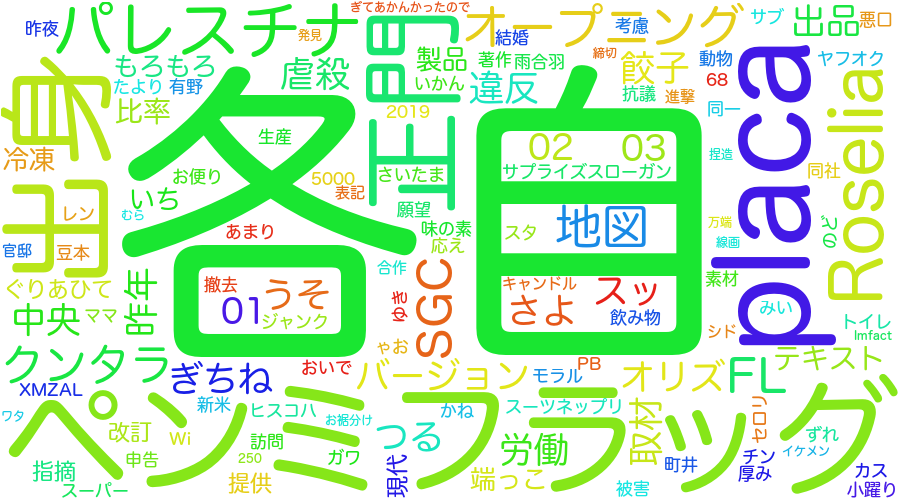 昨夜
パレスチナ
発見
ぎてあかんかったので
オープニング
結婚
考慮
サブ
出品
悪口
もろもろ
たより
有野
虐殺
門
製品
いかん
著作
雨合羽
締切
餃子
動物
ヤフオク
違反
抗議
進撃
68
同一
placa
Roselia
出身
冷凍
比率
各自
生産
2019
正
02
03
捏造
同社
お便り
いち
5000
表記
さいたま
サプライズスローガン
レン
むら
願望
味の素
応え
スタ
地図
万端
線画
のど
官邸
豆本
あまり
合作
素材
ぐりあひて
昨年
撤去
うそ
01
ジャンク
ゆき
SGC
キャンドル
さよ
スッ
飲み物
みい
中央
ママ
シド
トイレ
Imfact
クンタラ
ぎちね
おいで
ゃお
バージョン
モラル
PB
オリズ
FL
テキスト
XMZAL
ワタ
新米
ヒスコハ
お裾分け
かね
スーツネップリ
ペンミフラッグ
改訂
Wi
訪問
250
ガワ
つる
労働
取材
セロリ
ずれ
イケメン
指摘
申告
スーパー
提供
現代
端っこ
被害
町井
チン
厚み
カス
小躍り